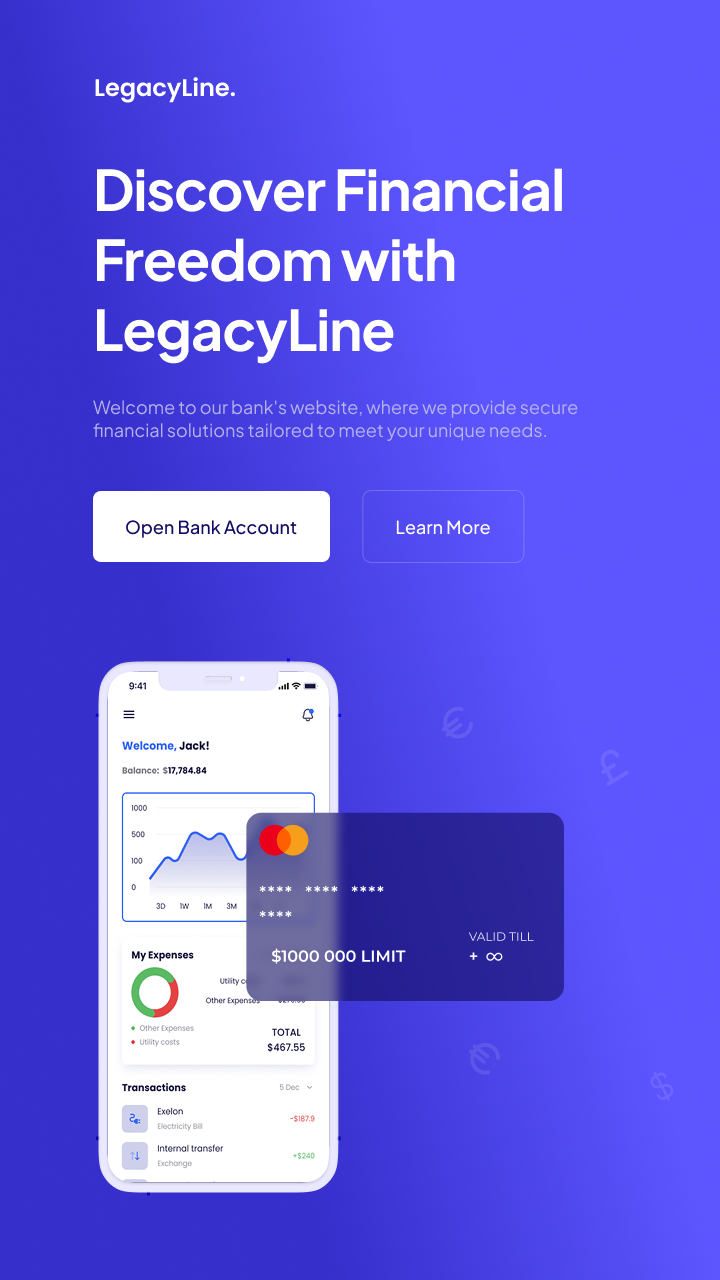 LegacyLine.
Discover Financial
Freedom with
LegacyLine
Welcome to our bank's website, where we provide secure
financial solutions tailored to meet your unique needs.
Open Bank Account
Learn More
9:41
Welcome, Jack!
Balance: $17,784.84
1000
500
100
0
3D 1W 1M 3M
**** **** ****
****
VALID TILL
$1000 000 LIMIT
+ ∞
My Expenses
Utility
Other Expenses
Other Expenses
Utility costs
TOTAL
$467.55
Transactions
5 Dec
Exelon
-$187.9
Electricity Bill
Internal transfer
+$240
Exchange
€
£
€
$